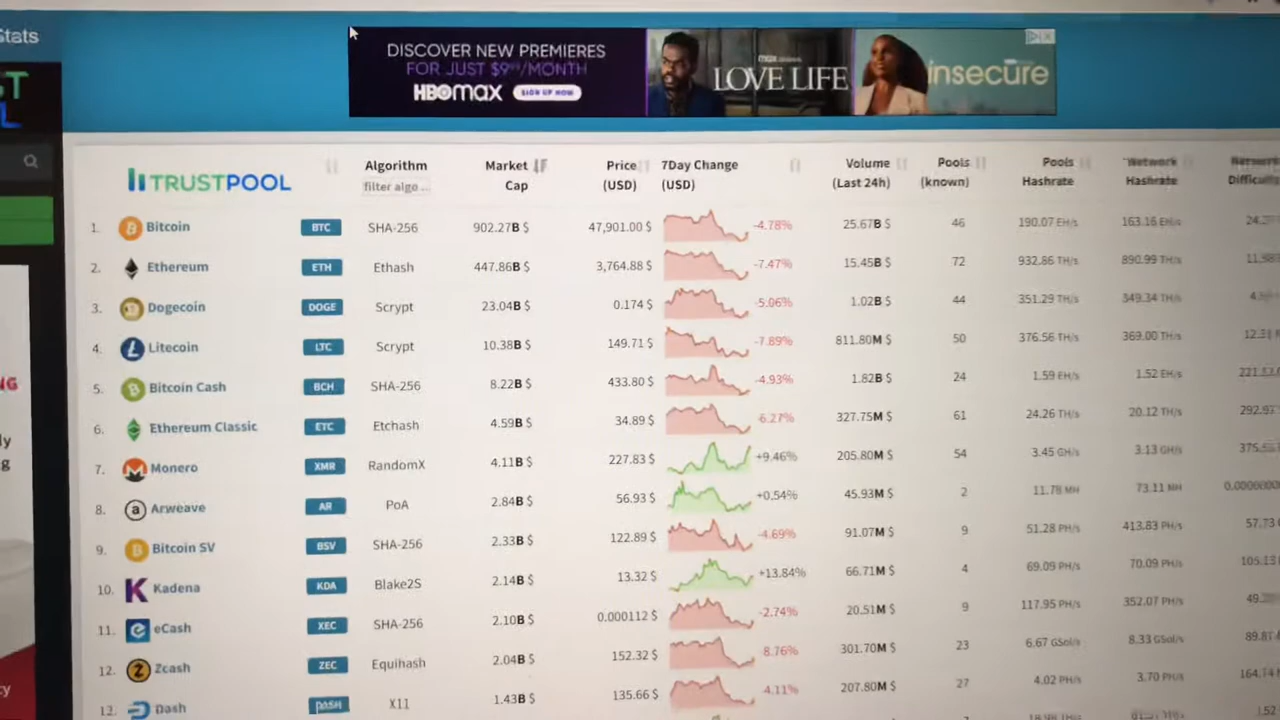 Stats
DISCOVER NEW PREMIERES
FOR JUST $9.99/MONTH
HBOmax SIGN UP NOW
max ORIGINAL
LOVE LIFE
insecure
ST
L
TRUSTPOOL Algorithm Market Price 7Day Change Volume Pools Pools Network
filter algo ... Cap (USD) (USD) (Last 24h) (known) Hashrate Hashrate
1. Bitcoin BTC SHA-256 902.27B $ 47,901.00 $ -4.78% 25.67B $ 46 190.07 EH/s 163.16 EH/s 24.
2. Ethereum ETH Ethash 447.86B $ 3,764.88 $ -7.47% 15.45B $ 72 932.86 TH/s 890.99 TH/s
3. Dogecoin DOGE Scrypt 23.04B $ 0.174 $ -5.06% 1.02B $ 44 351.29 TH/s 349.34 TH/s
4. Litecoin LTC Scrypt 10.38B $ 149.71 $ -7.89% 811.80M $ 50 376.56 TH/s 369.00 TH/s
5. Bitcoin Cash BCH SHA-256 8.22B $ 433.80 $ -4.93% 1.82B $ 24 1.59 EH/s 1.52 EH/s
6. Ethereum Classic ETC Etchash 4.59B $ 34.89 $ 6.27% 327.75M $ 61 24.26 TH/s 20.12 TH/s
7. Monero XMR RandomX 4.11B $ 227.83 $ +9.46% 205.80M $ 54 3.45 GH/s 3.13 GH/s
8. Arweave AR PoA 2.84B $ 56.93 $ +0.54% 45.93M $ 2 11.78 MH 73.11 MH
9. Bitcoin SV BSV SHA-256 2.33B $ 122.89 $ -4.69% 91.07M $ 9 51.28 PH/s 413.83 PH/s 57.73
10. Kadena KDA Blake2S 2.14B $ 13.32 $ +13.84% 66.71M $ 4 69.09 PH/s 70.09 PH/s 105.13
11. eCash XEC SHA-256 2.10B $ 0.000112 $ -2.74% 20.51M $ 9 117.95 PH/s 352.07 PH/s 49.
12. Zcash ZEC Equihash 2.04B $ 152.32 $ 8.76% 301.70M $ 23 6.67 GSol/s 8.33 GSol/s
13. Dash DASH X11 1.43B $ 135.66 $ 4.11% 207.80M $ 27 4.02 PH/s 3.70 PH/s 164.74